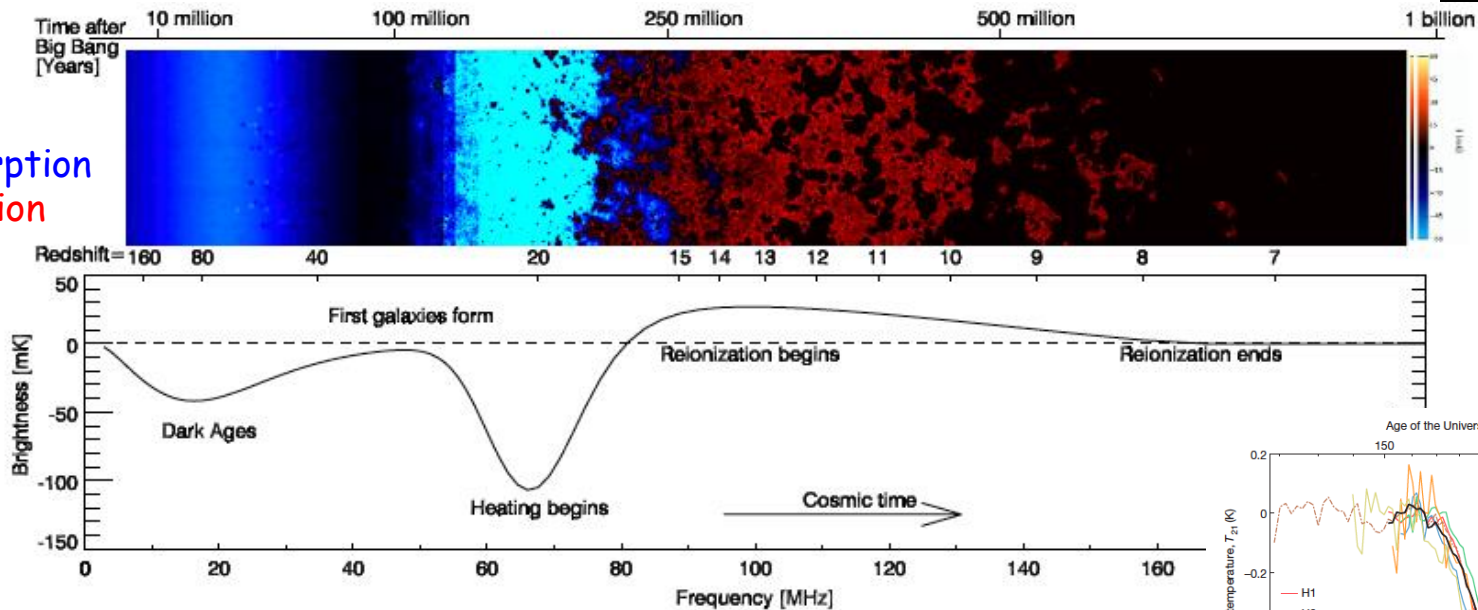 10 million 100 million 250 million 500 million 1 billion
Time after
Big Bang
[Years]
rption
ion
Redshift= 160 80 40 20 15 14 13 12 11 10 9 8 7
50
0
-50
-100
-150
Brightness [mK]
First galaxies form
Reionization begins
Reionization ends
Dark Ages
Heating begins
Cosmic time
0 20 40 60 80 100 120 140 160
Frequency [MHz]
Age of the Univers
150
0.2
0
-0.2
temperature, T21 (K)
H1